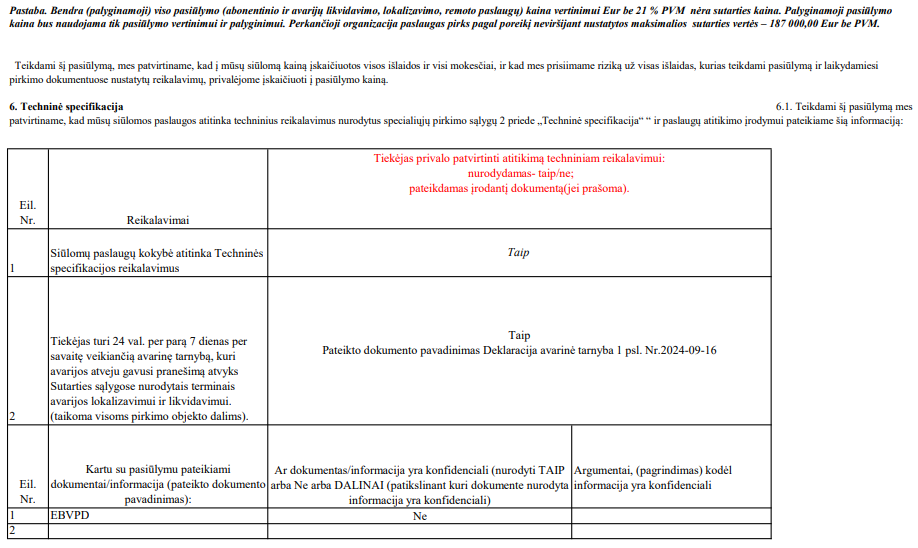 Pastaba. Bendra (palyginamoji) viso pasiūlymo (abonentinio ir avarijų likvidavimo, lokalizavimo, remoto paslaugų) kaina vertinimui Eur be 21 % PVM nėra sutarties kaina. Palyginamoji pasiūlymo
kaina bus naudojama tik pasiūlymo vertinimui ir palyginimui. Perkančioji organizacija paslaugas pirks pagal poreikį neviršijant nustatytos maksimalios sutarties vertės – 187 000,00 Eur be PVM.
Teikdami šį pasiūlymą, mes patvirtiname, kad į mūsų siūlomą kainą įskaičiuotos visos išlaidos ir visi mokesčiai, ir kad mes prisiimame riziką už visas išlaidas, kurias teikdami pasiūlymą ir laikydamiesi
pirkimo dokumentuose nustatytų reikalavimų, privalėjome įskaičiuoti į pasiūlymo kainą.
6. Techninė specifikacija 6.1. Teikdami šį pasiūlymą mes
patvirtiname, kad mūsų siūlomos paslaugos atitinka techninius reikalavimus nurodytus specialiųjų pirkimo sąlygų 2 priede „Techninė specifikacija“ “ ir paslaugų atitikimo įrodymui pateikiame šią informaciją:
Eil.
Nr.
Reikalavimai
Tiekėjas privalo patvirtinti atitikimą techniniam reikalavimui:
nurodydamas- taip/ne;
pateikdamas įrodantį dokumentą(jei prašoma).
1
Siūlomų paslaugų kokybė atitinka Techninės
specifikacijos reikalavimus
Taip
2
Tiekėjas turi 24 val. per parą 7 dienas per
savaitę veikiančią avarinę tarnybą, kuri
avarijos atveju gavusi pranešimą atvyks
Sutarties sąlygose nurodytais terminais
avarijos lokalizavimui ir likvidavimui.
(taikoma visoms pirkimo objekto dalims).
Taip
Pateikto dokumento pavadinimas Deklaracija avarinė tarnyba 1 psl. Nr.2024-09-16
Eil.
Nr.
Kartu su pasiūlymu pateikiami
dokumentai/informacija (pateikto dokumento
pavadinimas):
Ar dokumentas/informacija yra konfidenciali (nurodyti TAIP
arba Ne arba DALINAI (patikslinant kuri dokumente nurodyta
informacija yra konfidenciali)
Argumentai, (pagrindimas) kodėl
informacija yra konfidenciali
1
EBVPD
Ne
2